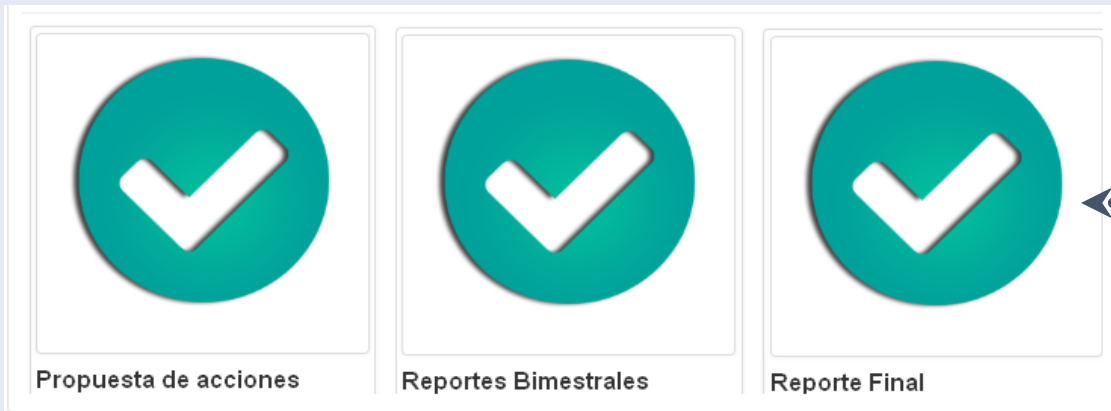 Propuesta de acciones
Reportes Bimestrales
Reporte Final